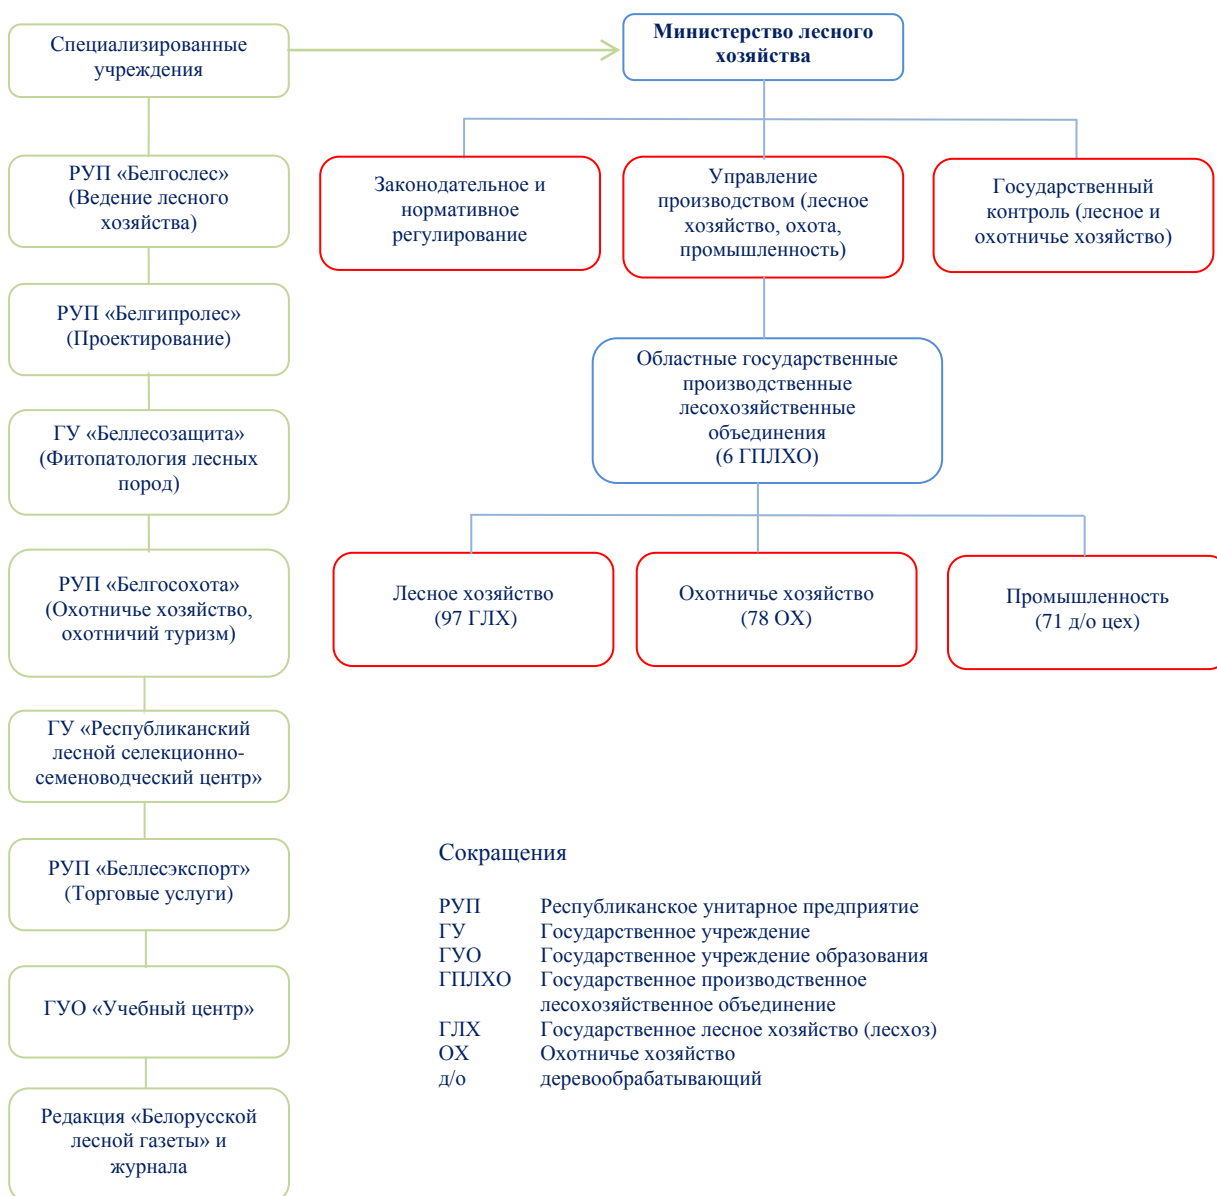 Специализированные
учреждения
Министерство лесного
хозяйства
РУП «Белгослес»
(Ведение лесного
хозяйства)
Законодательное и
нормативное
регулирование
Управление
производством (лесное
хозяйство, охота,
промышленность)
Государственный
контроль (лесное и
охотничье хозяйство)
РУП «Белгипролес»
(Проектирование)
Областные государственные
производственные
лесохозяйственные
объединения
(6 ГПЛХО)
ГУ «Беллесозащита»
(Фитопатология лесных
пород)
РУП «Белгосохота»
(Охотничье хозяйство,
охотничий туризм)
Лесное хозяйство
(97 ГЛХ)
Охотничье хозяйство
(78 ОХ)
Промышленность
(71 д/о цех)
ГУ «Республиканский
лесной селекционно-
семеноводческий центр»
РУП «Беллесэкспорт»
(Торговые услуги)
ГУО «Учебный центр»
Редакция «Белорусской
лесной газеты» и
журнала
Сокращения
РУП Республиканское унитарное предприятие
ГУ Государственное учреждение
ГУО Государственное учреждение образования
ГПЛХО Государственное производственное
лесохозяйственное объединение
ГЛХ Государственное лесное хозяйство (лесхоз)
ОХ Охотничье хозяйство
д/о деревообрабатывающий